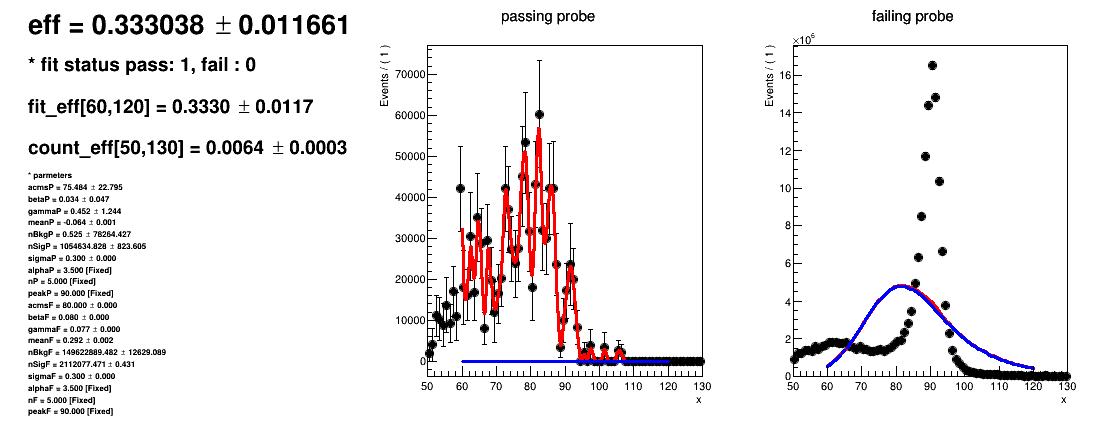 eff = 0.333038 ± 0.011661
* fit status pass: 1, fail : 0
fit_eff[60,120] = 0.3330 ± 0.0117
count_eff[50,130] = 0.0064 ± 0.0003
* parmeters
acmsP = 75.484 ± 22.795
betaP = 0.034 ± 0.047
gammaP = 0.452 ± 1.244
meanP = -0.064 ± 0.001
nBkgP = 0.525 ± 78264.427
nSigP = 1054634.828 ± 823.605
sigmaP = 0.300 ± 0.000
alphaP = 3.500 [Fixed]
nP = 5.000 [Fixed]
peakP = 90.000 [Fixed]
acmsF = 80.000 ± 0.000
betaF = 0.080 ± 0.000
gammaF = 0.077 ± 0.000
meanF = 0.292 ± 0.002
nBkgF = 149622889.482 ± 12629.089
nSigF = 2112077.471 ± 0.431
sigmaF = 0.300 ± 0.000
alphaF = 3.500 [Fixed]
nF = 5.000 [Fixed]
peakF = 90.000 [Fixed]
passing probe
Events / ( 1 )
70000
60000
50000
40000
30000
20000
10000
0
50 60 70 80 90 100 110 120 130
x
failing probe
×10⁶
Events / ( 1 )
16
14
12
10
8
6
4
2
0
50 60 70 80 90 100 110 120 130
x